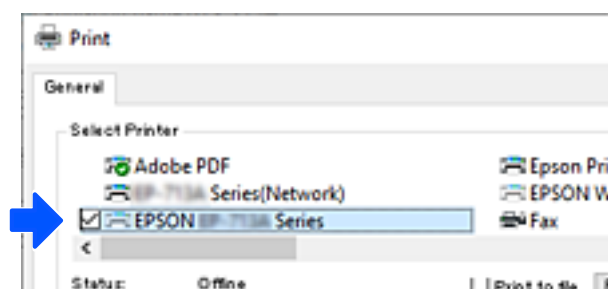 Print
General
Select Printer
Adobe PDF
Epson Pri
Series(Network)
EPSON W
EPSON Series
Fax
Status: Offline
Print to file